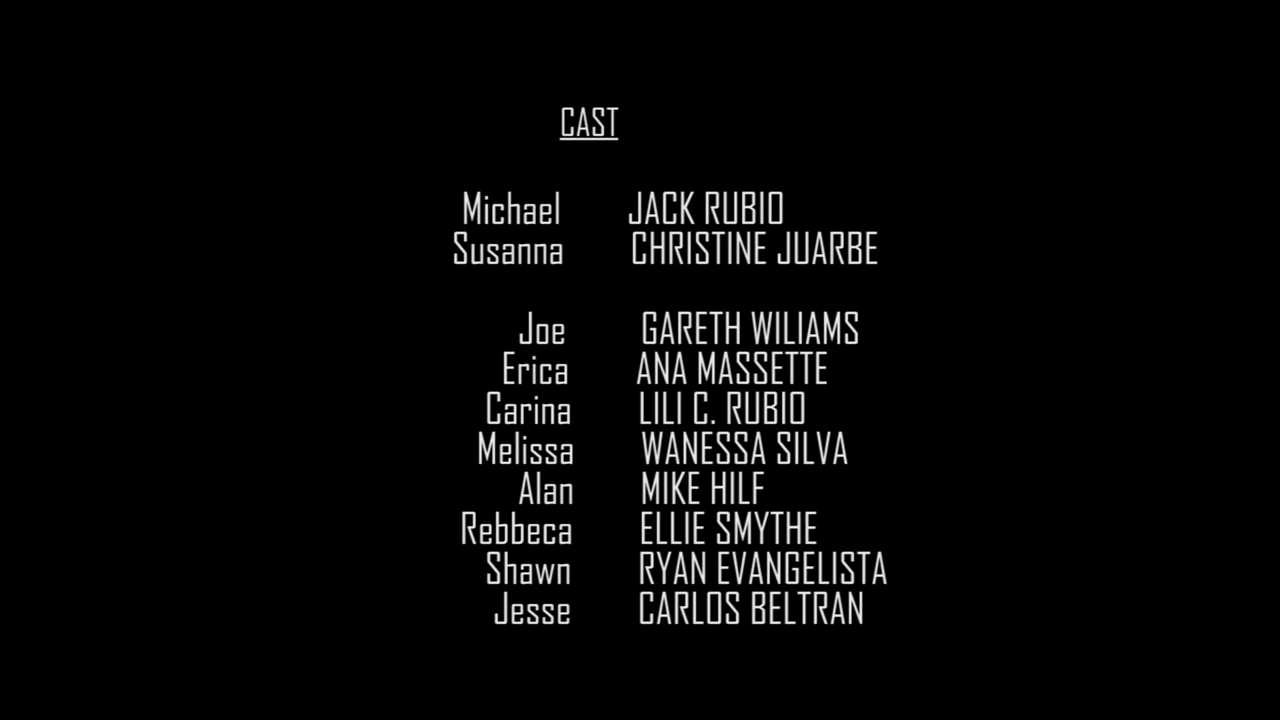 CAST
Michael JACK RUBIO
Susanna CHRISTINE JUARBE
Joe GARETH WILIAMS
Erica ANA MASSETTE
Carina LILI C. RUBIO
Melissa WANESSA SILVA
Alan MIKE HILF
Rebbeca ELLIE SMYTHE
Shawn RYAN EVANGELISTA
Jesse CARLOS BELTRAN